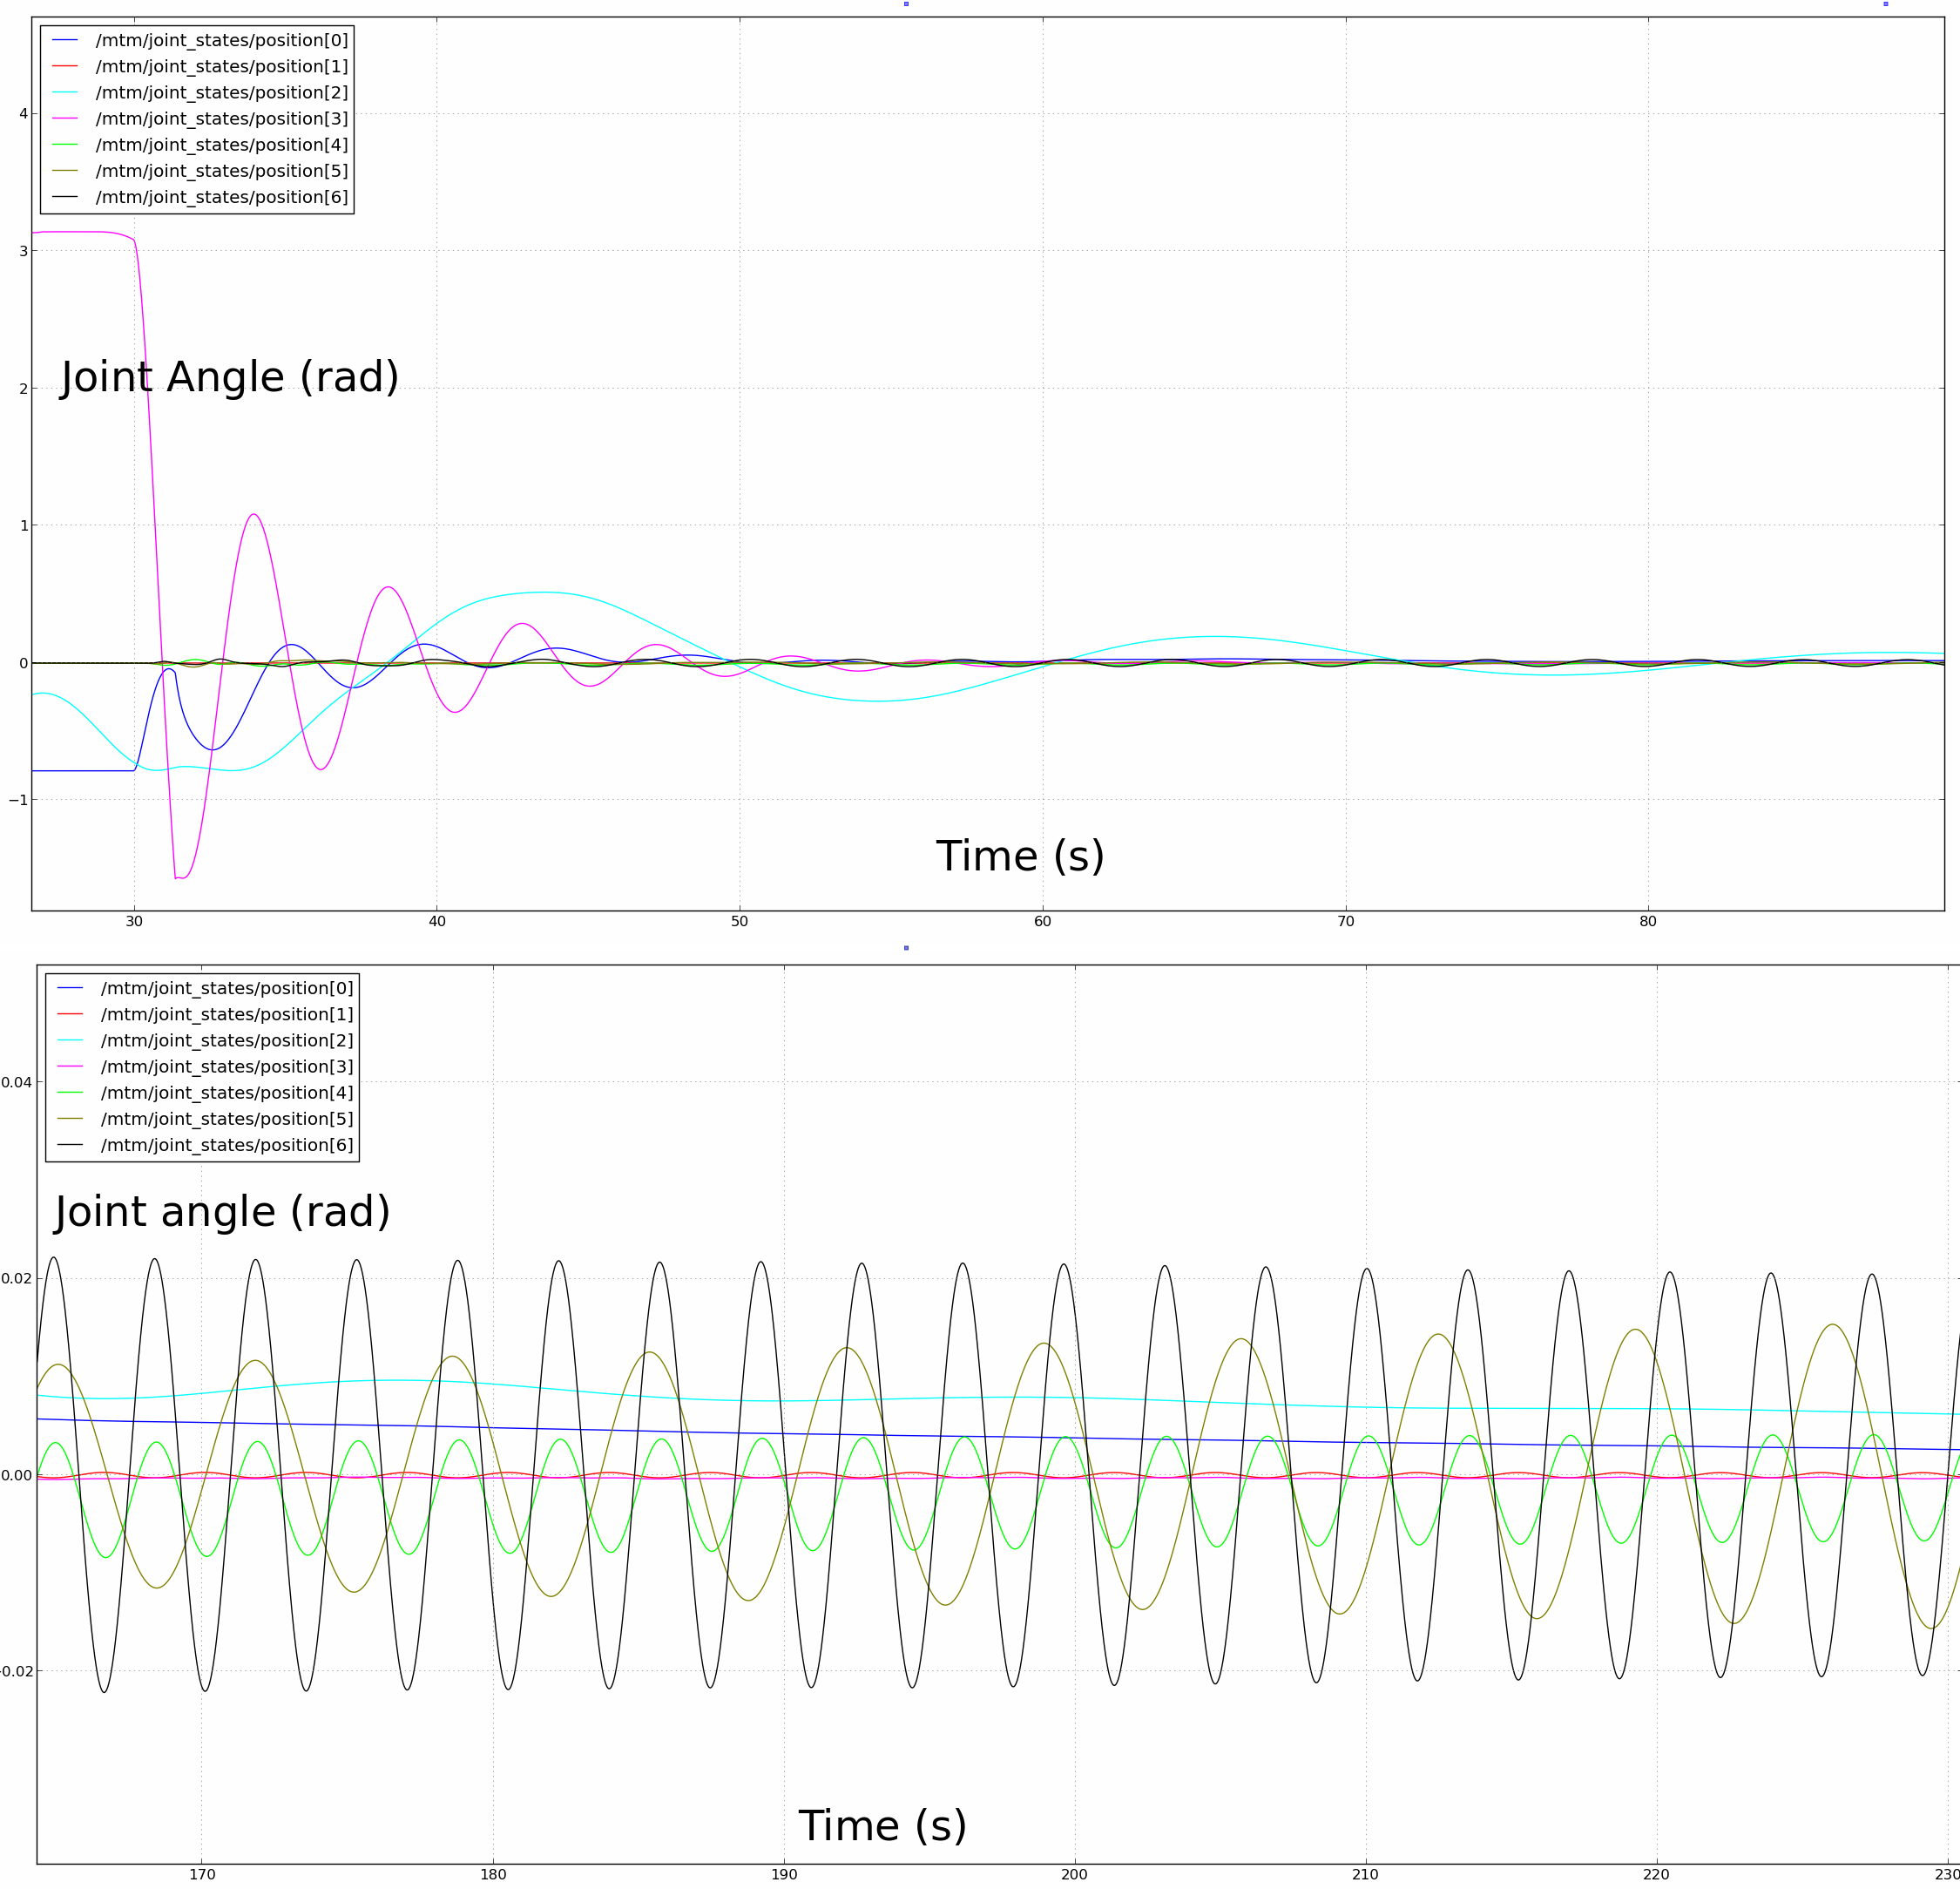 /mtm/joint_states/position[0]
/mtm/joint_states/position[1]
/mtm/joint_states/position[2]
/mtm/joint_states/position[3]
/mtm/joint_states/position[4]
/mtm/joint_states/position[5]
/mtm/joint_states/position[6]
4
3
2
1
0
−1
Joint Angle (rad)
Time (s)
30 40 50 60 70 80
/mtm/joint_states/position[0]
/mtm/joint_states/position[1]
/mtm/joint_states/position[2]
/mtm/joint_states/position[3]
/mtm/joint_states/position[4]
/mtm/joint_states/position[5]
/mtm/joint_states/position[6]
0.04
Joint angle (rad)
0.02
0.00
0.02
Time (s)
170 180 190 200 210 220 230